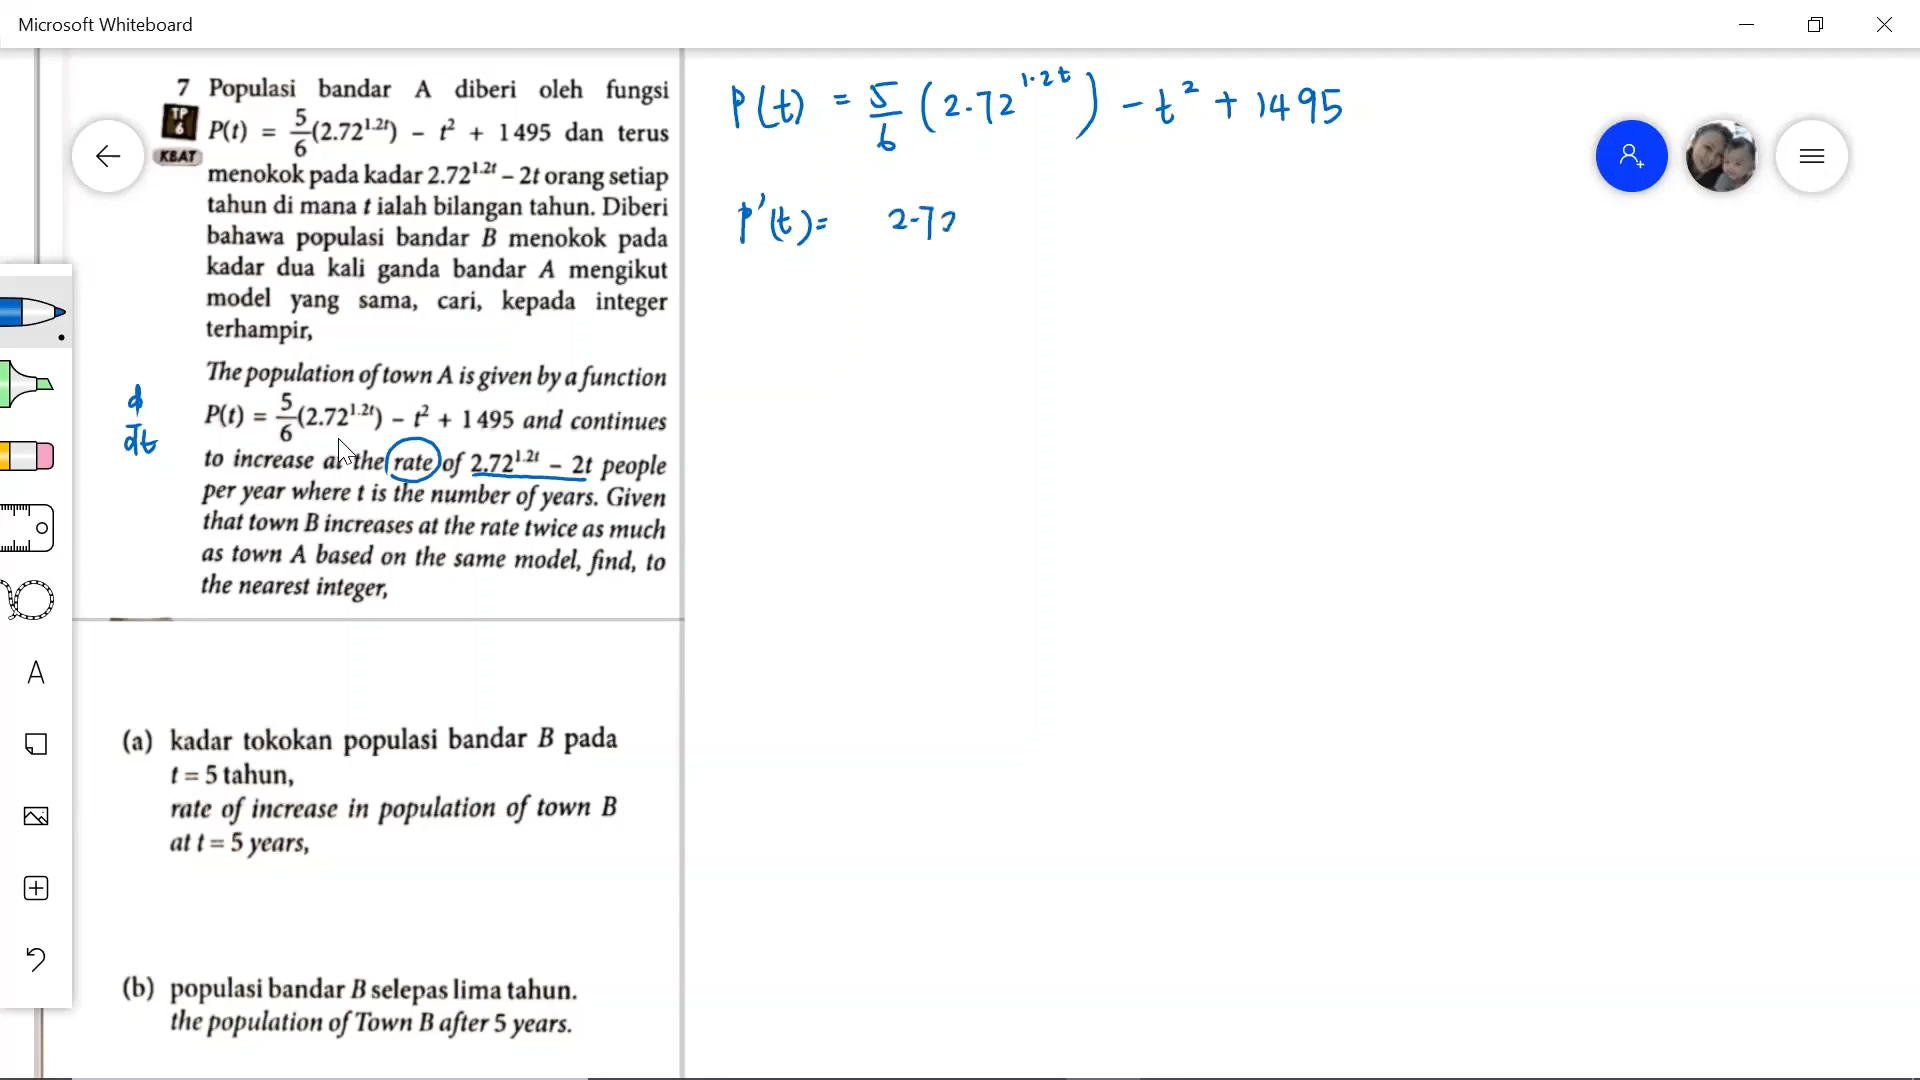 Microsoft Whiteboard
7 Populasi bandar A diberi oleh fungsi
TP 6 P(t) = 5/6(2.72^1.2t) – t² + 1 495 dan terus
KBAT
menokok pada kadar 2.72^1.2t – 2t orang setiap
tahun di mana t ialah bilangan tahun. Diberi
bahawa populasi bandar B menokok pada
kadar dua kali ganda bandar A mengikut
model yang sama, cari, kepada integer
terhampir,
The population of town A is given by a function
P(t) = 5/6(2.72^1.2t) – t² + 1 495 and continues
to increase at the rate of 2.72^1.2t – 2t people
per year where t is the number of years. Given
that town B increases at the rate twice as much
as town A based on the same model, find, to
the nearest integer,
d/dt
(a) kadar tokokan populasi bandar B pada
t = 5 tahun,
rate of increase in population of town B
at t = 5 years,
(b) populasi bandar B selepas lima tahun.
the population of Town B after 5 years.
P(t) = 5/6 (2.72^1.2t) - t² + 1495
P'(t) = 2.72
A